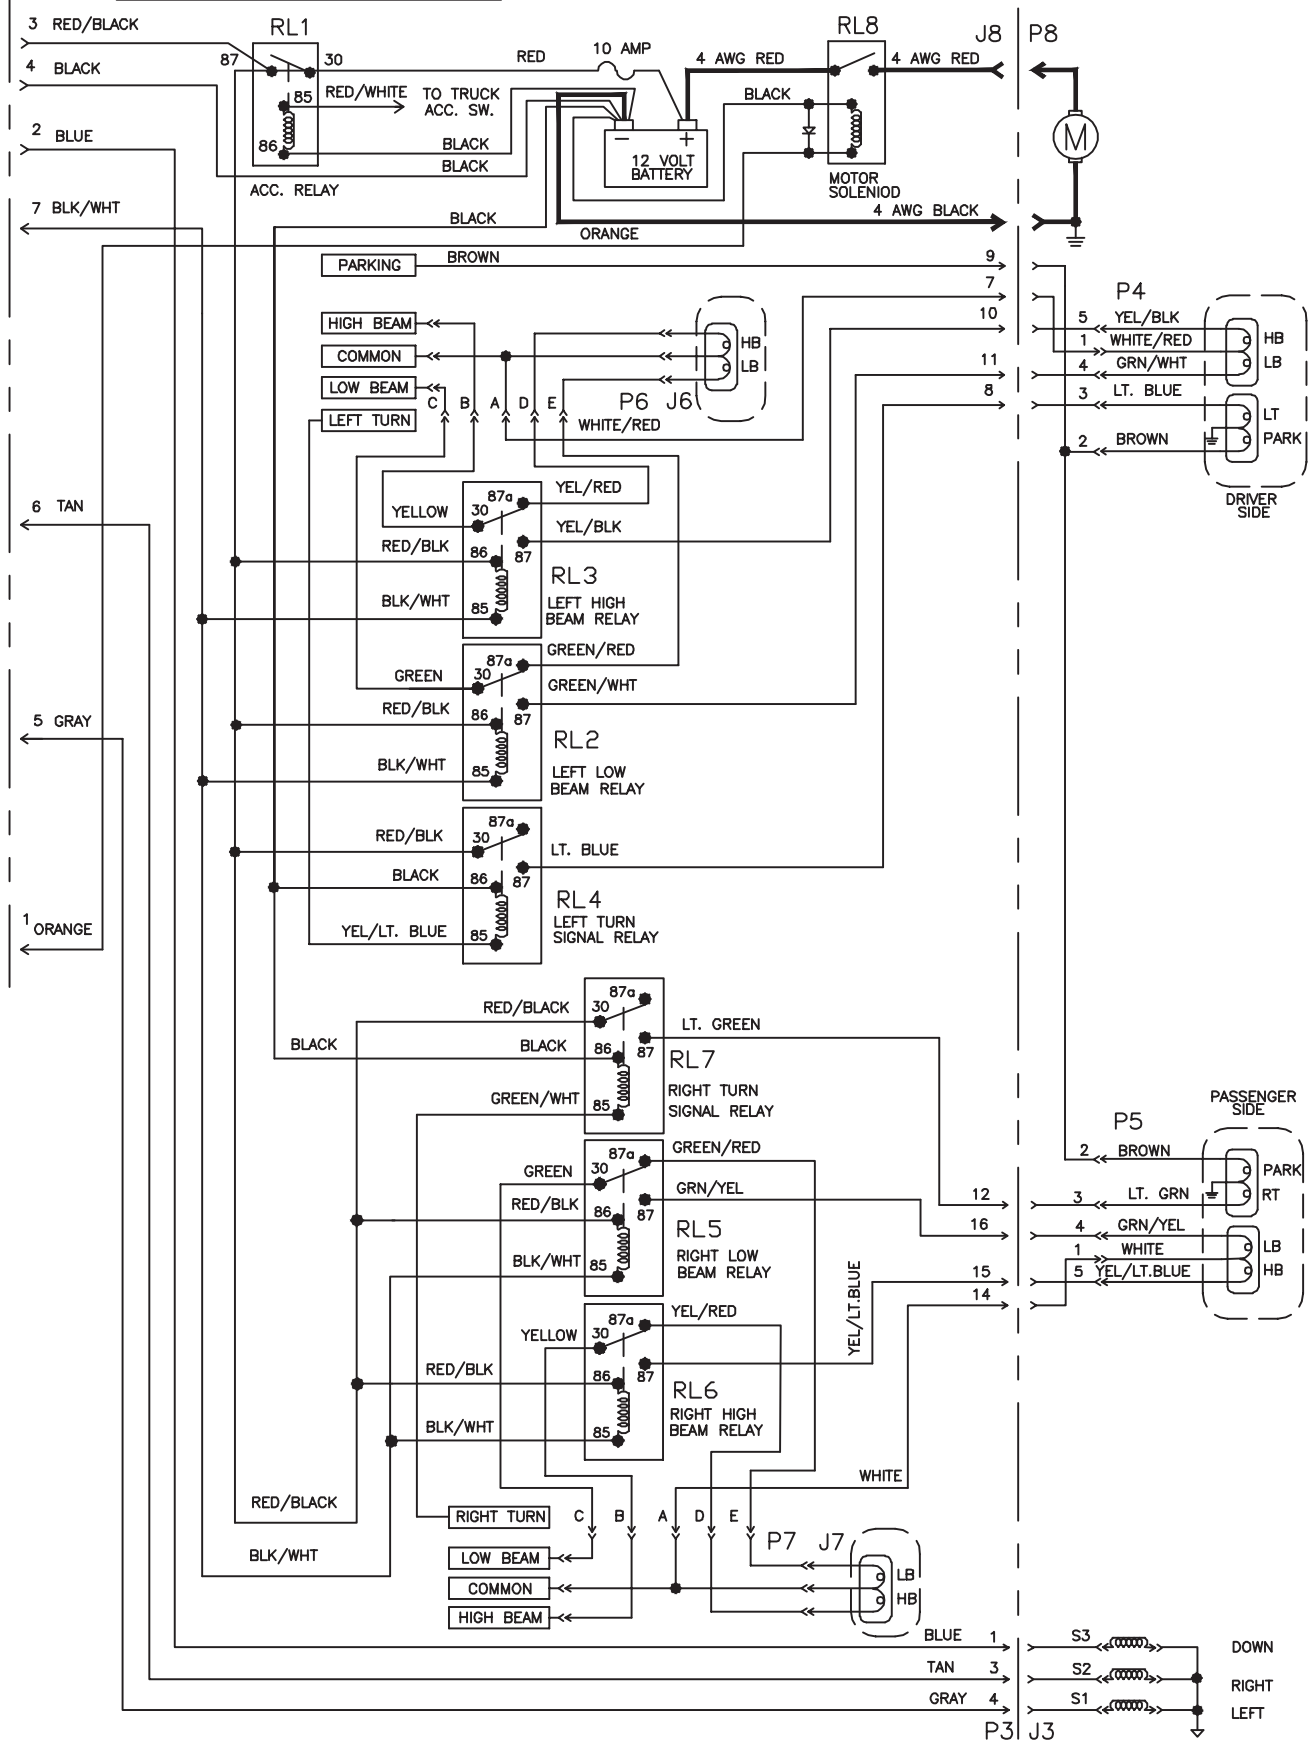 3 RED/BLACK
RL1
RL8
J8 P8
87
30
RED
10 AMP
4 AWG RED
4 AWG RED
4 BLACK
85
RED/WHITE
TO TRUCK
ACC. SW.
BLACK
M
2 BLUE
86
BLACK
BLACK
− +
12 VOLT
BATTERY
MOTOR
SOLENIOD
ACC. RELAY
7 BLK/WHT
BLACK
4 AWG BLACK
ORANGE
PARKING
BROWN
9
7
P4
HIGH BEAM
10
5 YEL/BLK
HB
HB
COMMON
1 WHITE/RED
LB
LB
11
4 GRN/WHT
LOW BEAM
8
3 LT. BLUE
C B A D E
P6 J6
LEFT TURN
WHITE/RED
LT
2 BROWN
PARK
DRIVER
SIDE
6 TAN
YEL/RED
87a
YELLOW
30
YEL/BLK
RED/BLK
86
87
RL3
BLK/WHT
85
LEFT HIGH
BEAM RELAY
GREEN/RED
87a
GREEN
30
GREEN/WHT
RED/BLK
86
87
5 GRAY
RL2
BLK/WHT
85
LEFT LOW
BEAM RELAY
87a
RED/BLK
30
LT. BLUE
BLACK
86
87
RL4
1 ORANGE
YEL/LT. BLUE
85
LEFT TURN
SIGNAL RELAY
87a
RED/BLACK
30
LT. GREEN
BLACK
BLACK
86
87
RL7
GREEN/WHT
85
RIGHT TURN
SIGNAL RELAY
PASSENGER
SIDE
P5
GREEN/RED
87a
2 BROWN
GREEN
30
PARK
RED/BLK
GRN/YEL
86
87
12
3 LT. GRN
RT
16
4 GRN/YEL
RL5
BLK/WHT
85
RIGHT LOW
BEAM RELAY
1 WHITE
LB
15
5 YEL/LT.BLUE
HB
14
YEL/LT.BLUE
YEL/RED
87a
YELLOW
30
RED/BLK
86
87
RL6
BLK/WHT
85
RIGHT HIGH
BEAM RELAY
WHITE
RED/BLACK
RIGHT TURN
C B A D E
P7 J7
BLK/WHT
LOW BEAM
LB
COMMON
HB
HIGH BEAM
BLUE 1
S3
DOWN
TAN 3
S2
RIGHT
GRAY 4
S1
LEFT
P3 J3